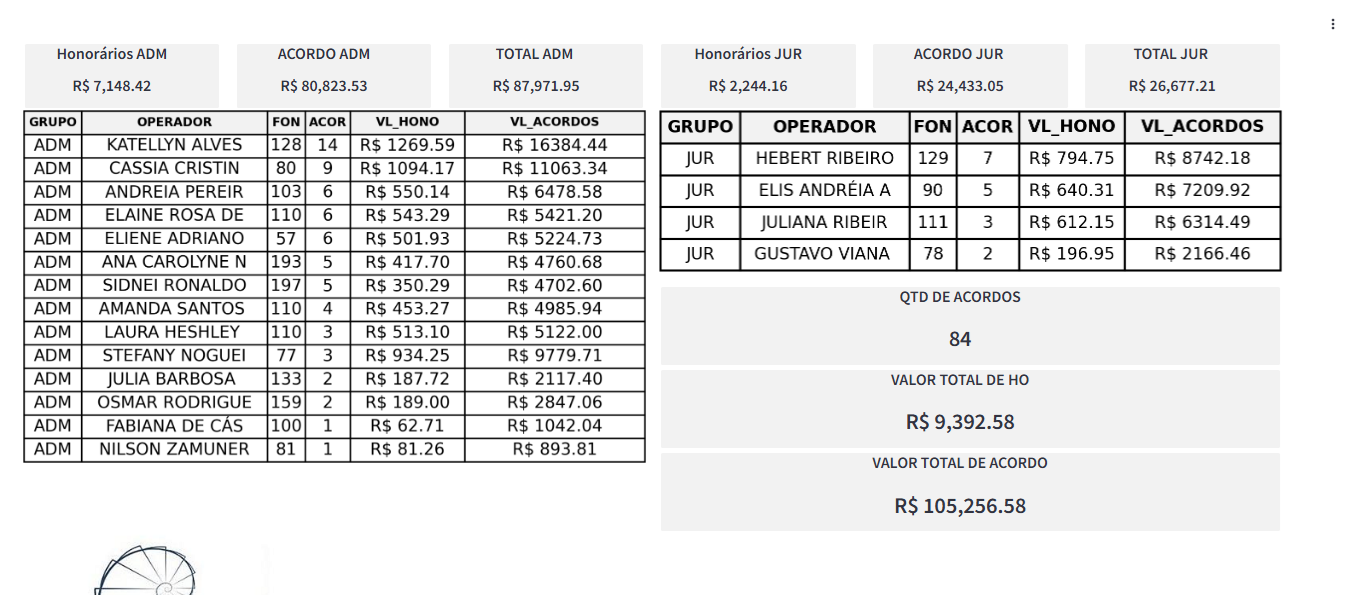 Honorários ADM
R$ 7,148.42
ACORDO ADM
R$ 80,823.53
TOTAL ADM
R$ 87,971.95
Honorários JUR
R$ 2,244.16
ACORDO JUR
R$ 24,433.05
TOTAL JUR
R$ 26,677.21
GRUPO OPERADOR FON ACOR VL_HONO VL_ACORDOS
ADM KATELLYN ALVES 128 14 R$ 1269.59 R$ 16384.44
ADM CASSIA CRISTIN 80 9 R$ 1094.17 R$ 11063.34
ADM ANDREIA PEREIR 103 6 R$ 550.14 R$ 6478.58
ADM ELAINE ROSA DE 110 6 R$ 543.29 R$ 5421.20
ADM ELIENE ADRIANO 57 6 R$ 501.93 R$ 5224.73
ADM ANA CAROLYNE N 193 5 R$ 417.70 R$ 4760.68
ADM SIDNEI RONALDO 197 5 R$ 350.29 R$ 4702.60
ADM AMANDA SANTOS 110 4 R$ 453.27 R$ 4985.94
ADM LAURA HESHLEY 110 3 R$ 513.10 R$ 5122.00
ADM STEFANY NOGUEI 77 3 R$ 934.25 R$ 9779.71
ADM JULIA BARBOSA 133 2 R$ 187.72 R$ 2117.40
ADM OSMAR RODRIGUE 159 2 R$ 189.00 R$ 2847.06
ADM FABIANA DE CÁS 100 1 R$ 62.71 R$ 1042.04
ADM NILSON ZAMUNER 81 1 R$ 81.26 R$ 893.81
GRUPO OPERADOR FON ACOR VL_HONO VL_ACORDOS
JUR HEBERT RIBEIRO 129 7 R$ 794.75 R$ 8742.18
JUR ELIS ANDRÉIA A 90 5 R$ 640.31 R$ 7209.92
JUR JULIANA RIBEIR 111 3 R$ 612.15 R$ 6314.49
JUR GUSTAVO VIANA 78 2 R$ 196.95 R$ 2166.46
QTD DE ACORDOS
84
VALOR TOTAL DE HO
R$ 9,392.58
VALOR TOTAL DE ACORDO
R$ 105,256.58